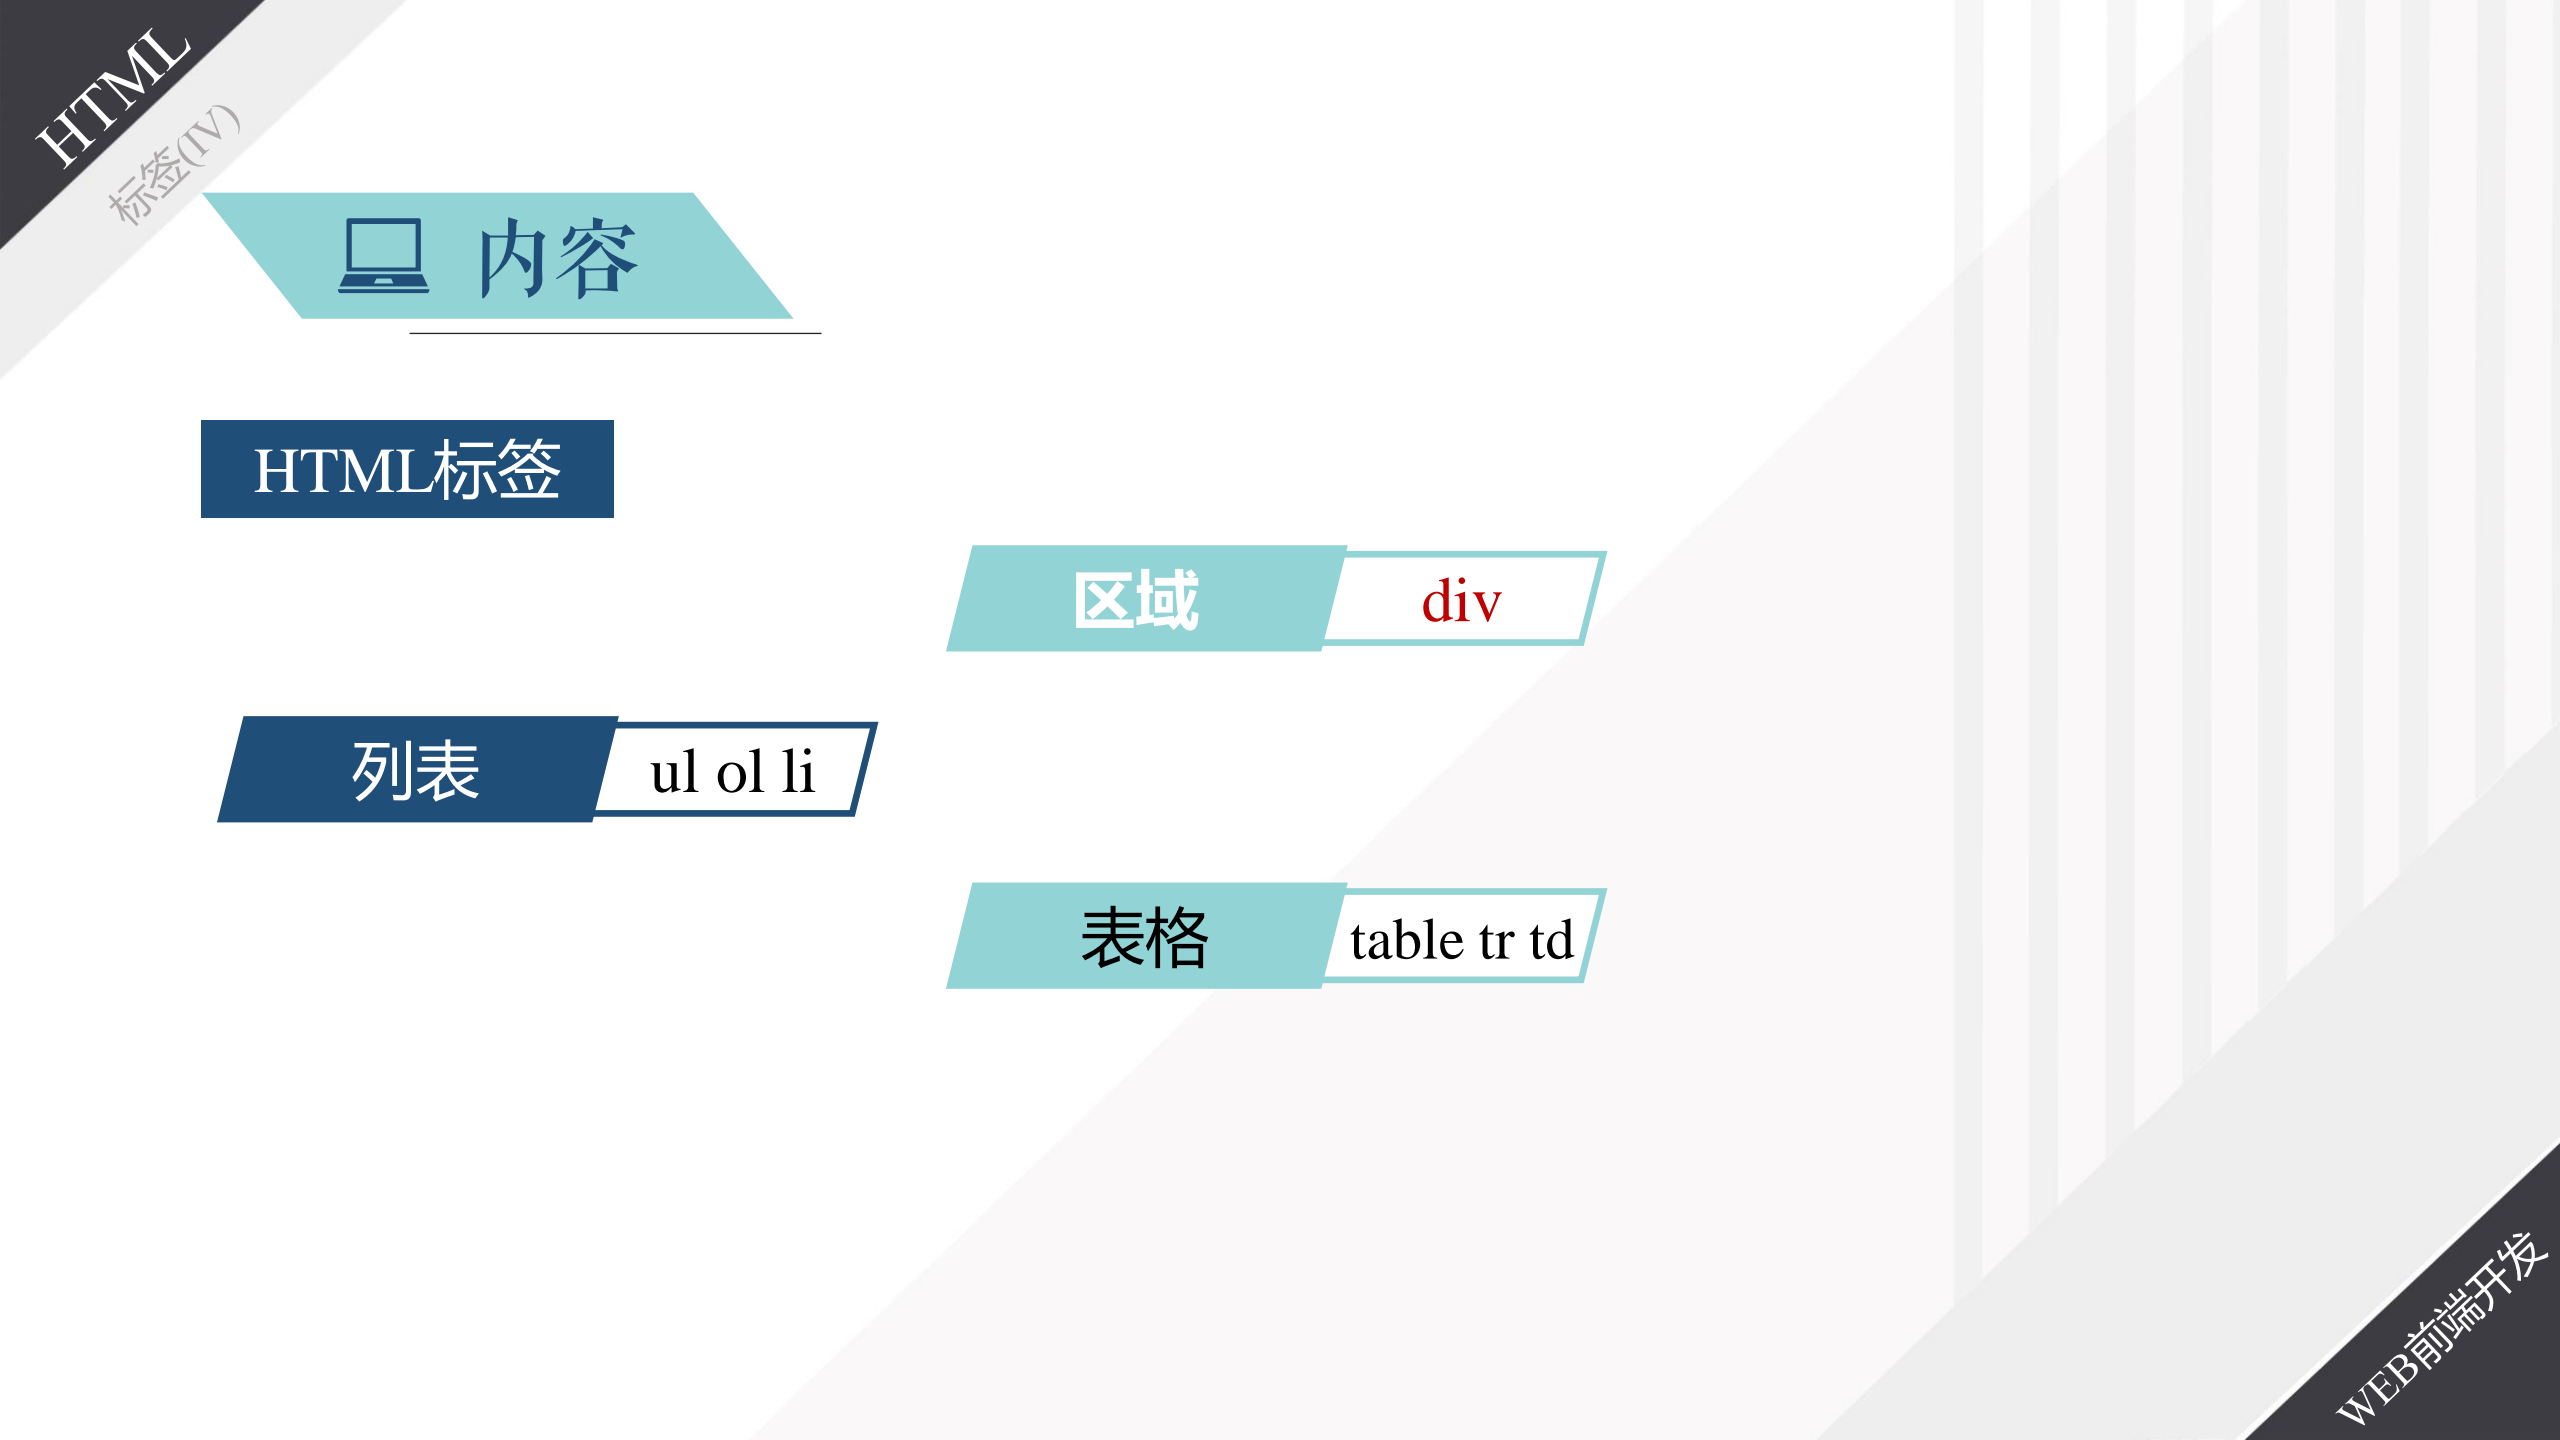 HTML
标签(IV)
内容
HTML标签
区域 div
列表 ul ol li
表格 table tr td
WEB前端开发